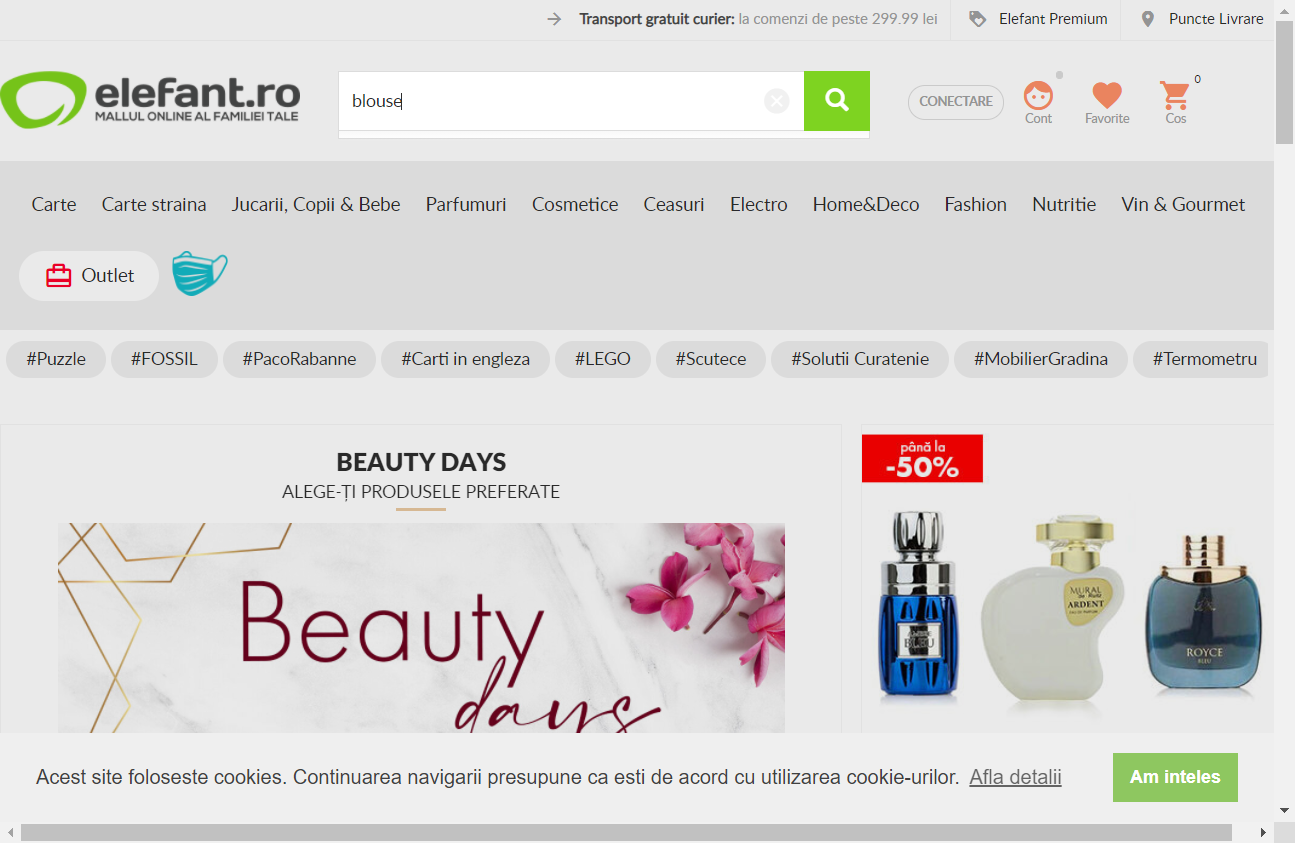 Transport gratuit curier: la comenzi de peste 299.99 lei
Elefant Premium
Puncte Livrare
elefant.ro
MALLUL ONLINE AL FAMILIEI TALE
blouse
CONECTARE
Cont
Favorite
0
Cos
Carte
Carte straina
Jucarii, Copii & Bebe
Parfumuri
Cosmetice
Ceasuri
Electro
Home&Deco
Fashion
Nutritie
Vin & Gourmet
Outlet
#Puzzle
#FOSSIL
#PacoRabanne
#Carti in engleza
#LEGO
#Scutece
#Solutii Curatenie
#MobilierGradina
#Termometru
BEAUTY DAYS
ALEGE-ȚI PRODUSELE PREFERATE
Beauty
days
până la
-50%
BLEU
MURAL
ARDENT
ROYCE
BLEU
Acest site foloseste cookies. Continuarea navigarii presupune ca esti de acord cu utilizarea cookie-urilor. Afla detalii
Am inteles